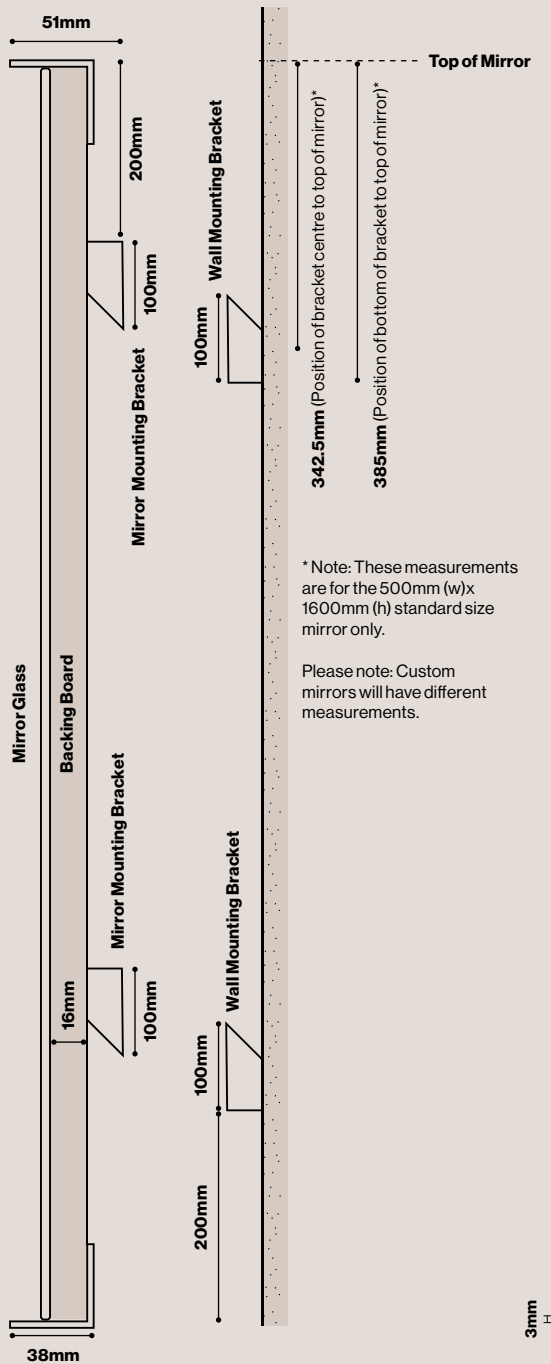 51mm
Top of Mirror
200mm
100mm
Mirror Mounting Bracket
Wall Mounting Bracket
100mm
342.5mm (Position of bracket centre to top of mirror)*
385mm (Position of bottom of bracket to top of mirror)*
* Note: These measurements
are for the 500mm (w)x
1600mm (h) standard size
mirror only.
Please note: Custom
mirrors will have different
measurements.
Mirror Glass
Backing Board
Mirror Mounting Bracket
16mm
100mm
Wall Mounting Bracket
100mm
200mm
38mm
3mm